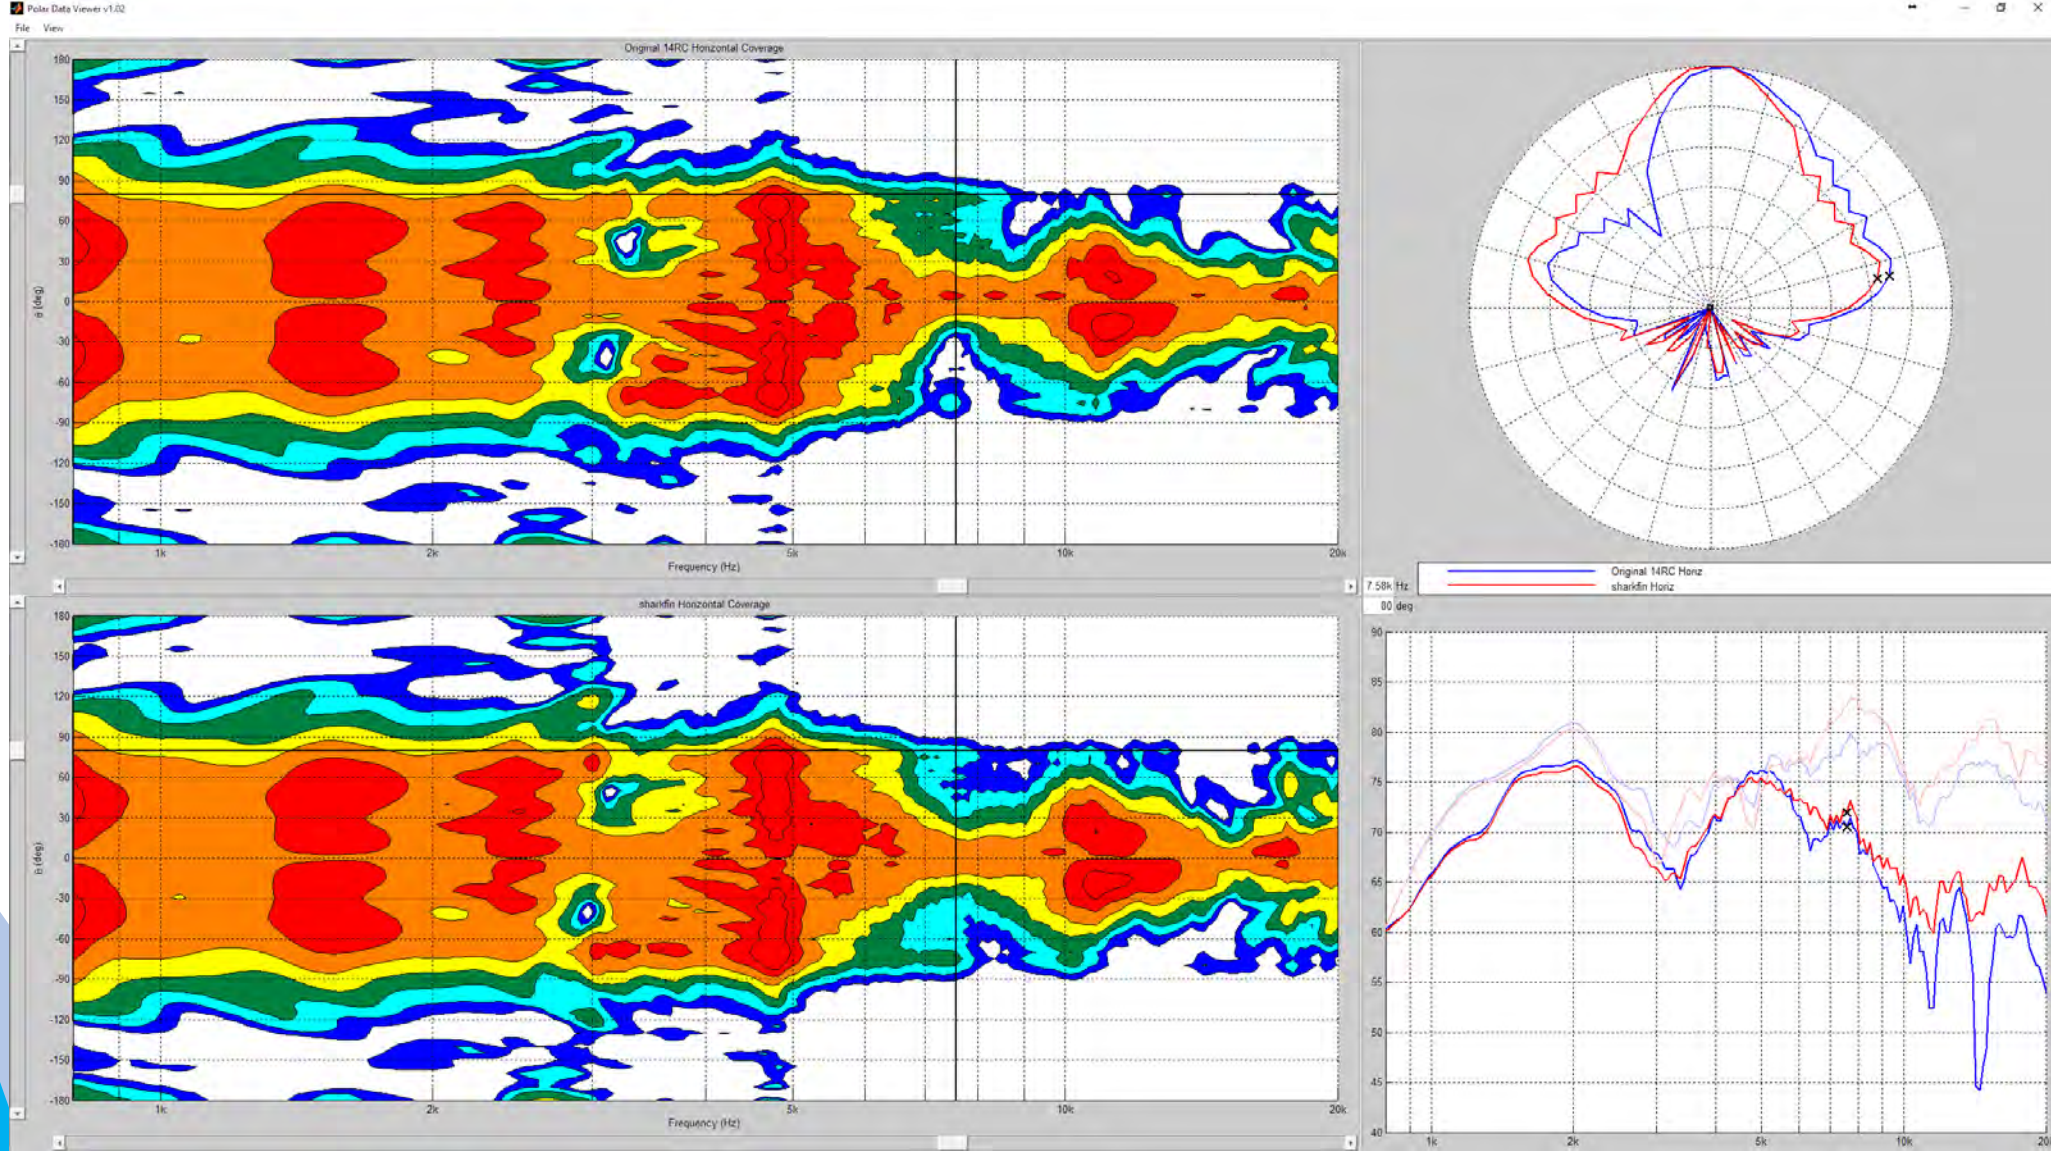 Polar Data Viewer v1.02
File View
Original 14RC Horizontal Coverage
180
150
120
90
60
30
0
-30
-60
-90
-120
-150
-180
θ (deg)
1k 2k 5k 10k 20k
Frequency (Hz)
sharkfin Horizontal Coverage
180
150
120
90
60
30
0
-30
-60
-90
-120
-150
-180
θ (deg)
1k 2k 5k 10k 20k
Frequency (Hz)
Original 14RC Horiz
sharkfin Horiz
7.58k Hz
80 deg
90
85
80
75
70
65
60
55
50
45
40
1k 2k 5k 10k 20